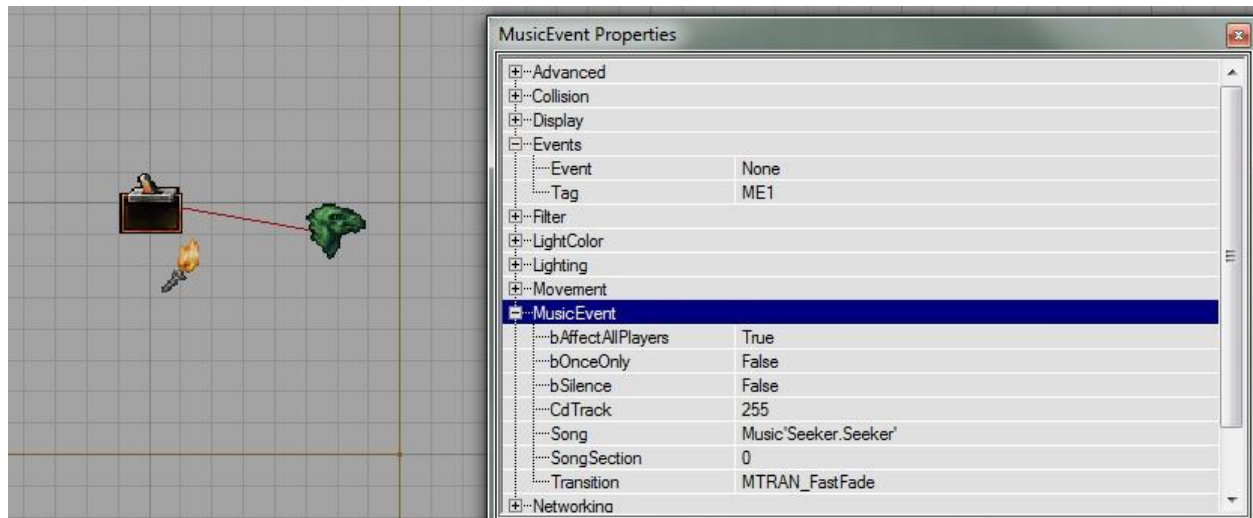 MusicEvent Properties
Advanced
Collision
Display
Events
Event None
Tag ME1
Filter
LightColor
Lighting
Movement
MusicEvent
bAffectAllPlayers True
bOnceOnly False
bSilence False
CdTrack 255
Song Music'Seeker.Seeker'
SongSection 0
Transition MTRAN_FastFade
Networking